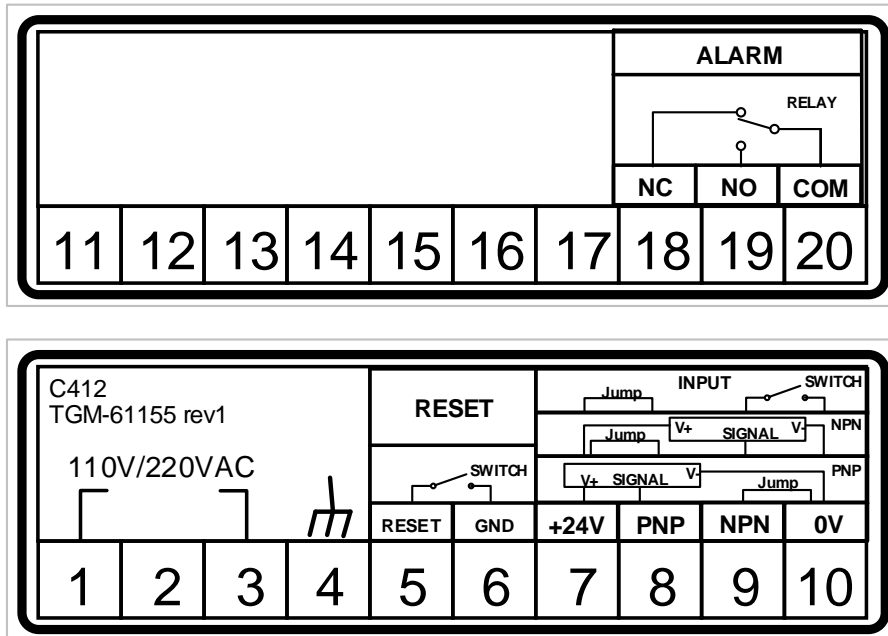 ALARM
RELAY
NC NO COM
11 12 13 14 15 16 17 18 19 20
C412
TGM-61155 rev1
110V/220VAC
RESET
SWITCH
RESET GND
Jump INPUT SWITCH
Jump V+ SIGNAL V- NPN
V+ SIGNAL V- Jump PNP
+24V PNP NPN 0V
1 2 3 4 5 6 7 8 9 10